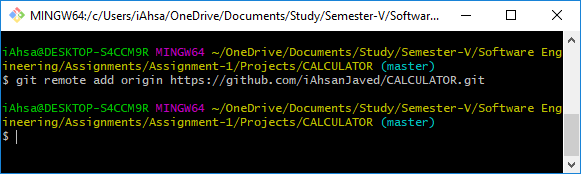 MINGW64:/c/Users/iAhsa/OneDrive/Documents/Study/Semester-V/Softwar...
iAhsa@DESKTOP-S4CCM9R MINGW64 ~/OneDrive/Documents/Study/Semester-V/Software Eng
ineering/Assignments/Assignment-1/Projects/CALCULATOR (master)
$ git remote add origin https://github.com/iAhsanJaved/CALCULATOR.git
iAhsa@DESKTOP-S4CCM9R MINGW64 ~/OneDrive/Documents/Study/Semester-V/Software Eng
ineering/Assignments/Assignment-1/Projects/CALCULATOR (master)
$